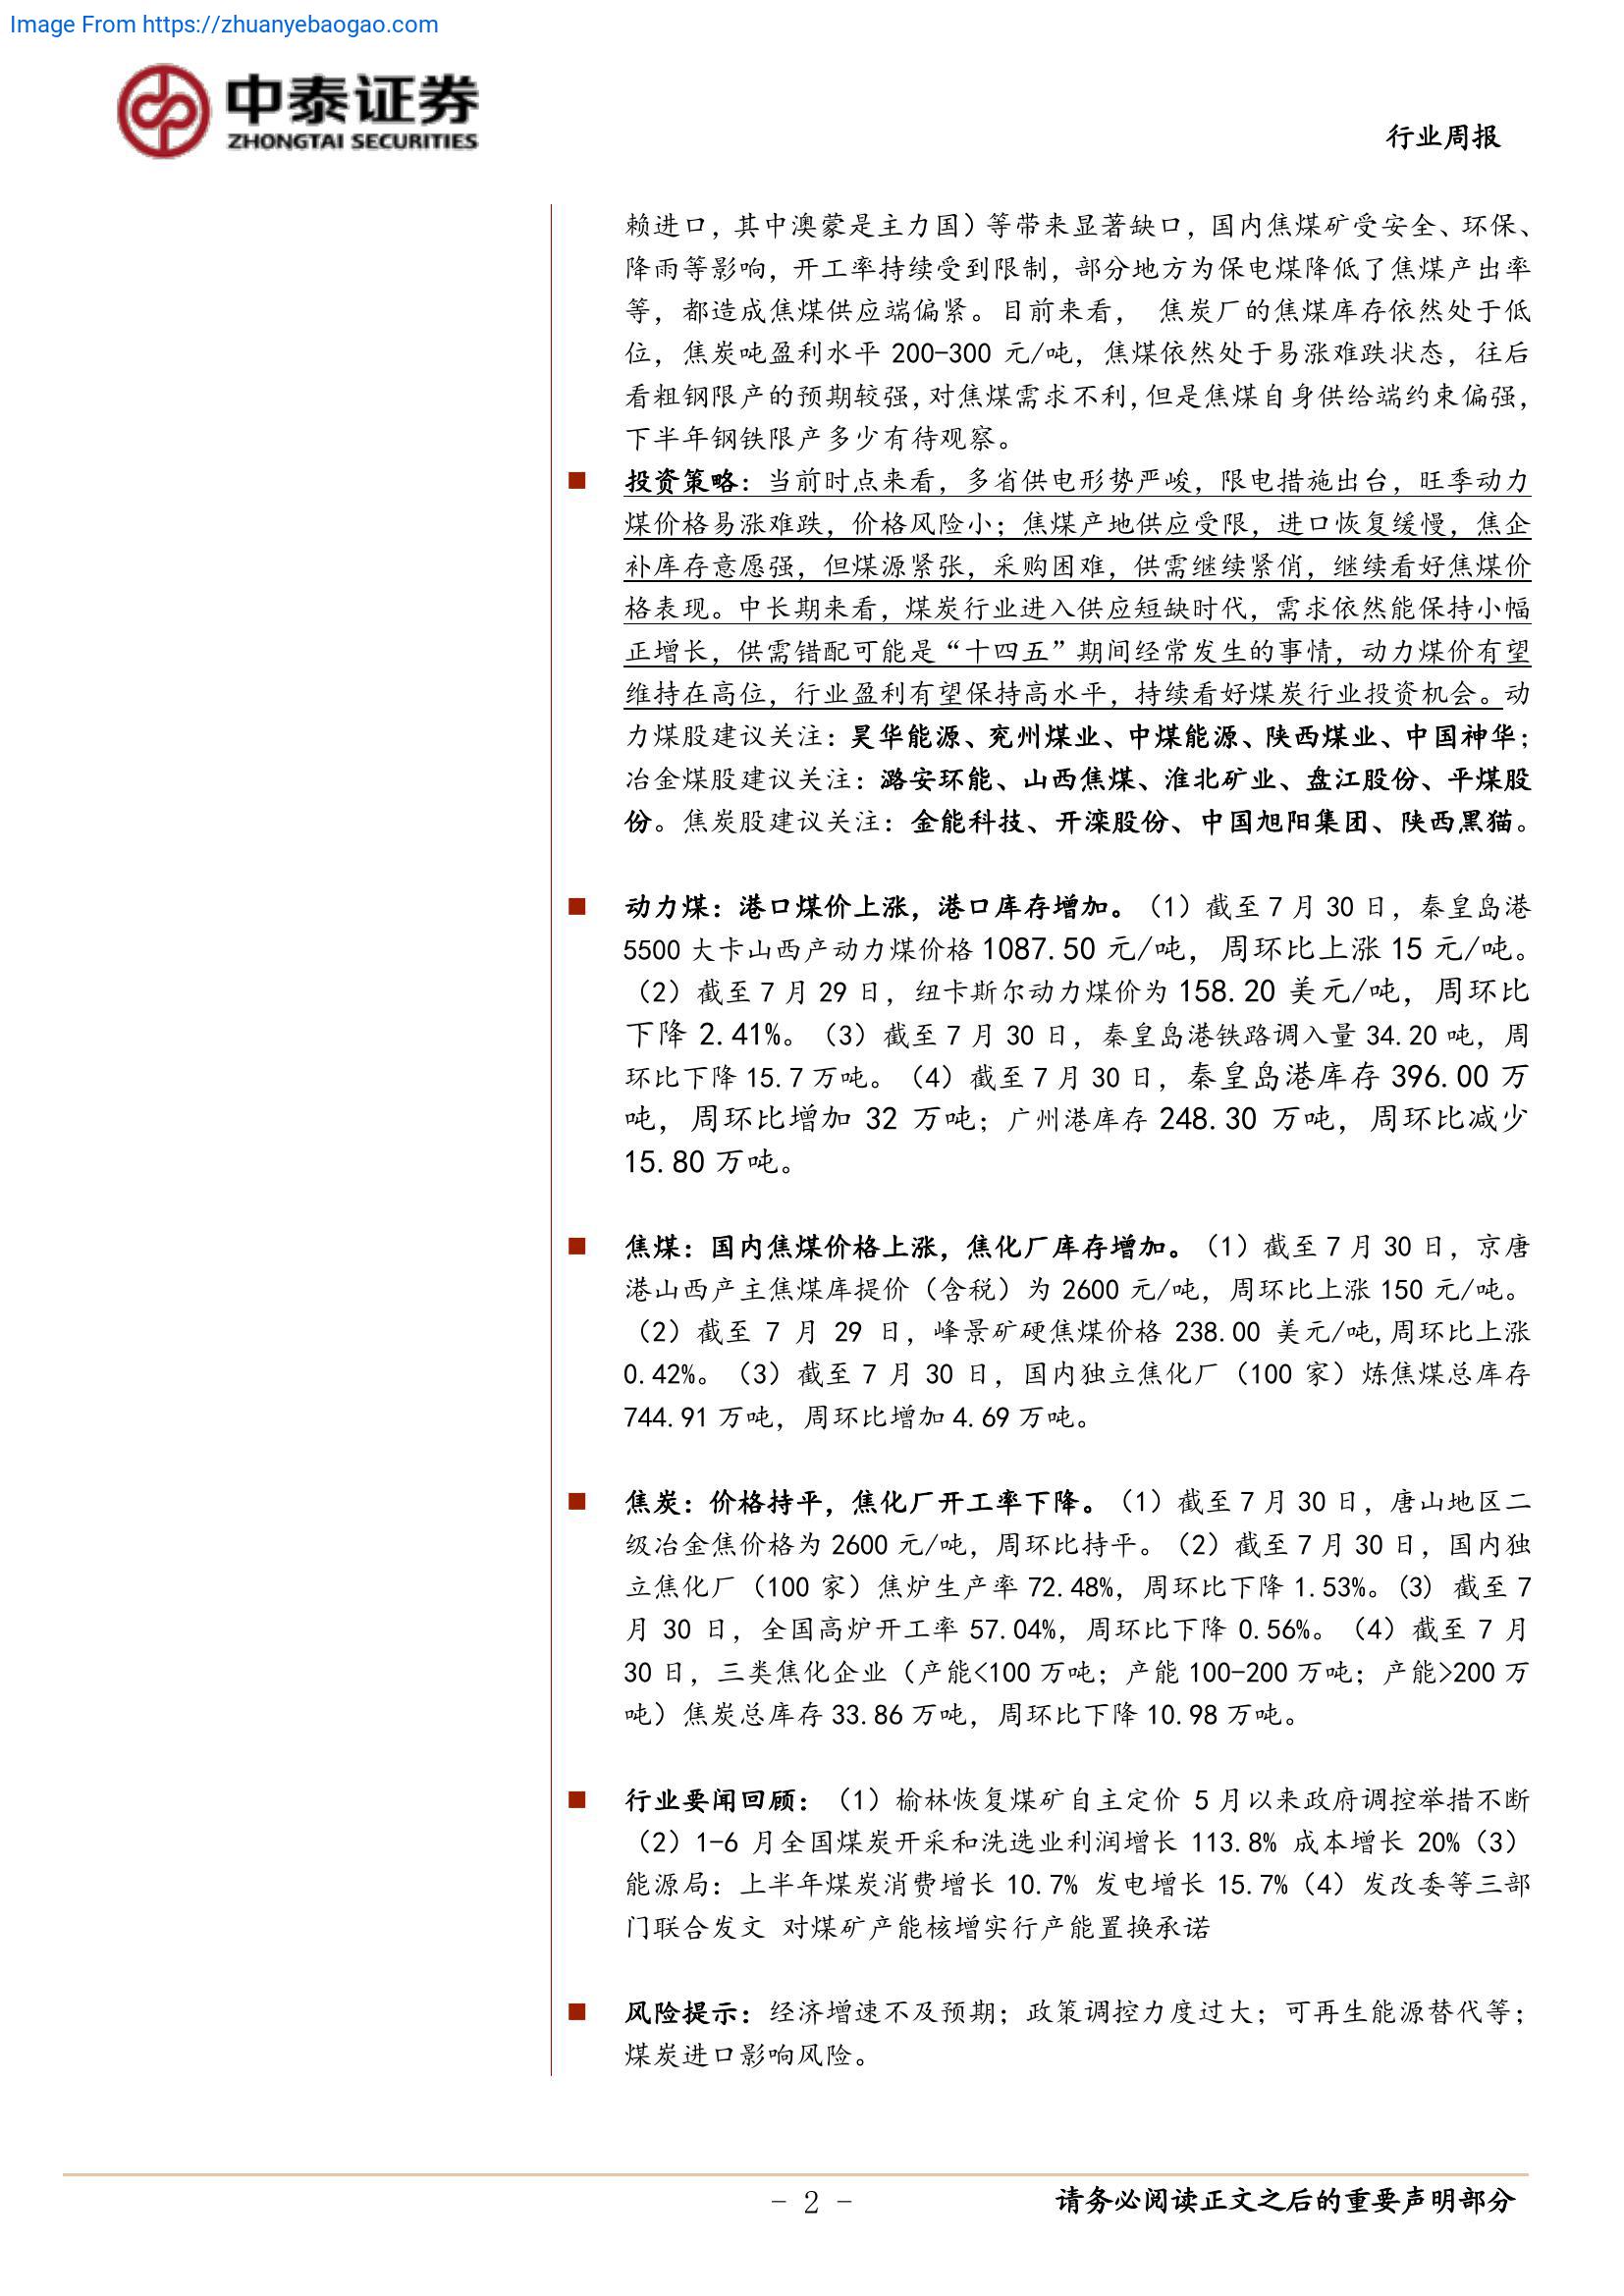 Image From https://zhuanyebaogao.com
中泰证券
ZHONGTAI SECURITIES
行业周报
赖进口，其中澳蒙是主力国）等带来显著缺口，国内焦煤矿受安全、环保、
降雨等影响，开工率持续受到限制，部分地方为保电煤降低了焦煤产出率
等，都造成焦煤供应端偏紧。目前来看， 焦炭厂的焦煤库存依然处于低
位，焦炭吨盈利水平 200-300 元/吨，焦煤依然处于易涨难跌状态，往后
看粗钢限产的预期较强，对焦煤需求不利，但是焦煤自身供给端约束偏强，
下半年钢铁限产多少有待观察。
■ 投资策略：当前时点来看，多省供电形势严峻，限电措施出台，旺季动力
煤价格易涨难跌，价格风险小；焦煤产地供应受限，进口恢复缓慢，焦企
补库存意愿强，但煤源紧张，采购困难，供需继续紧俏，继续看好焦煤价
格表现。中长期来看，煤炭行业进入供应短缺时代，需求依然能保持小幅
正增长，供需错配可能是“十四五”期间经常发生的事情，动力煤价有望
维持在高位，行业盈利有望保持高水平，持续看好煤炭行业投资机会。动
力煤股建议关注：昊华能源、兖州煤业、中煤能源、陕西煤业、中国神华；
冶金煤股建议关注：潞安环能、山西焦煤、淮北矿业、盘江股份、平煤股
份。焦炭股建议关注：金能科技、开滦股份、中国旭阳集团、陕西黑猫。
■ 动力煤：港口煤价上涨，港口库存增加。（1）截至 7 月 30 日，秦皇岛港
5500 大卡山西产动力煤价格 1087.50 元/吨，周环比上涨 15 元/吨。
（2）截至 7 月 29 日，纽卡斯尔动力煤价为 158.20 美元/吨，周环比
下降 2.41%。（3）截至 7 月 30 日，秦皇岛港铁路调入量 34.20 吨，周
环比下降 15.7 万吨。（4）截至 7 月 30 日，秦皇岛港库存 396.00 万
吨，周环比增加 32 万吨；广州港库存 248.30 万吨，周环比减少
15.80 万吨。
■ 焦煤：国内焦煤价格上涨，焦化厂库存增加。（1）截至 7 月 30 日，京唐
港山西产主焦煤库提价（含税）为 2600 元/吨，周环比上涨 150 元/吨。
（2）截至 7 月 29 日，峰景矿硬焦煤价格 238.00 美元/吨,周环比上涨
0.42%。（3）截至 7 月 30 日，国内独立焦化厂（100 家）炼焦煤总库存
744.91 万吨，周环比增加 4.69 万吨。
■ 焦炭：价格持平，焦化厂开工率下降。（1）截至 7 月 30 日，唐山地区二
级冶金焦价格为 2600 元/吨，周环比持平。（2）截至 7 月 30 日，国内独
立焦化厂（100 家）焦炉生产率 72.48%，周环比下降 1.53%。(3) 截至 7
月 30 日，全国高炉开工率 57.04%，周环比下降 0.56%。（4）截至 7 月
30 日，三类焦化企业（产能<100 万吨；产能 100-200 万吨；产能>200 万
吨）焦炭总库存 33.86 万吨，周环比下降 10.98 万吨。
■ 行业要闻回顾：（1）榆林恢复煤矿自主定价 5 月以来政府调控举措不断
（2）1-6 月全国煤炭开采和洗选业利润增长 113.8% 成本增长 20%（3）
能源局：上半年煤炭消费增长 10.7% 发电增长 15.7%（4）发改委等三部
门联合发文 对煤矿产能核增实行产能置换承诺
■ 风险提示：经济增速不及预期；政策调控力度过大；可再生能源替代等；
煤炭进口影响风险。
- 2 -
请务必阅读正文之后的重要声明部分